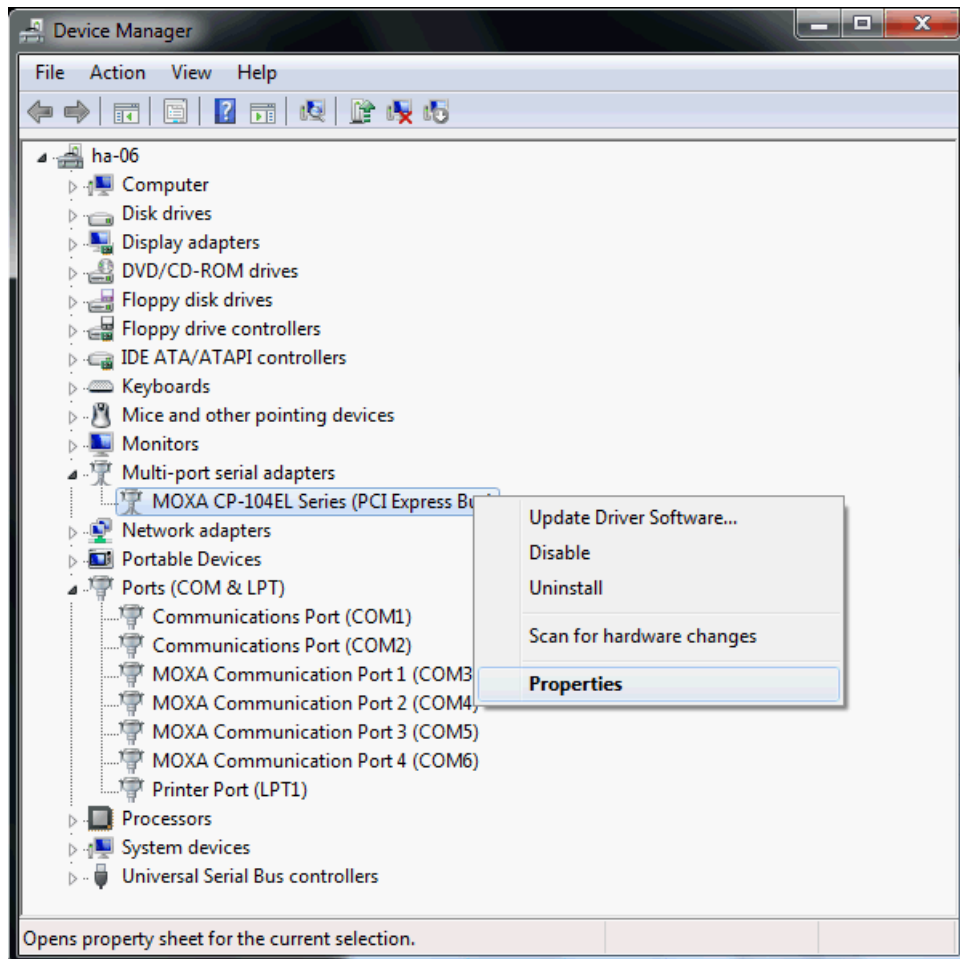 Device Manager
File Action View Help
ha-06
Computer
Disk drives
Display adapters
DVD/CD-ROM drives
Floppy disk drives
Floppy drive controllers
IDE ATA/ATAPI controllers
Keyboards
Mice and other pointing devices
Monitors
Multi-port serial adapters
MOXA CP-104EL Series (PCI Express
Network adapters
Portable Devices
Ports (COM & LPT)
Communications Port (COM1)
Communications Port (COM2)
MOXA Communication Port 1 (COM3
MOXA Communication Port 2 (COM4)
MOXA Communication Port 3 (COM5)
MOXA Communication Port 4 (COM6)
Printer Port (LPT1)
Processors
System devices
Universal Serial Bus controllers
Update Driver Software...
Disable
Uninstall
Scan for hardware changes
Properties
Opens property sheet for the current selection.